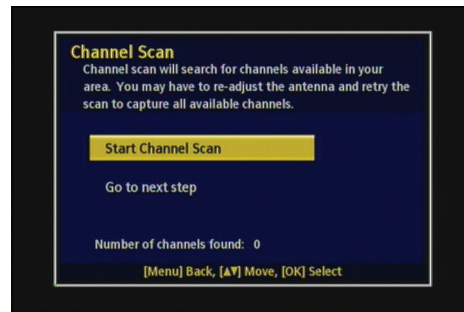 Channel Scan
Channel scan will search for channels available in your
area. You may have to re-adjust the antenna and retry the
scan to capture all available channels.
Start Channel Scan
Go to next step
Number of channels found: 0
[Menu] Back, [▲▼] Move, [OK] Select